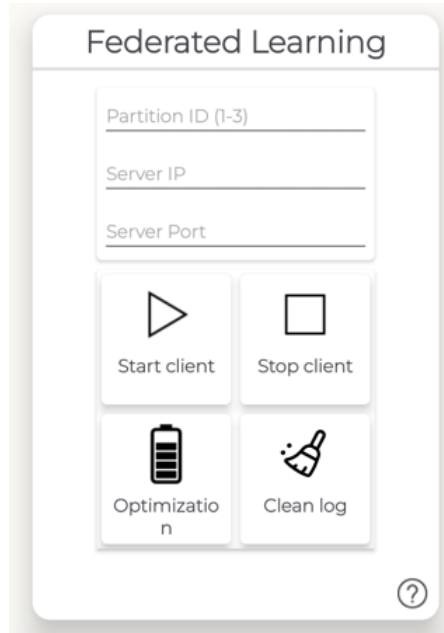 Federated Learning
Partition ID (1-3)
Server IP
Server Port
Start client
Stop client
Optimizatio
n
Clean log
?